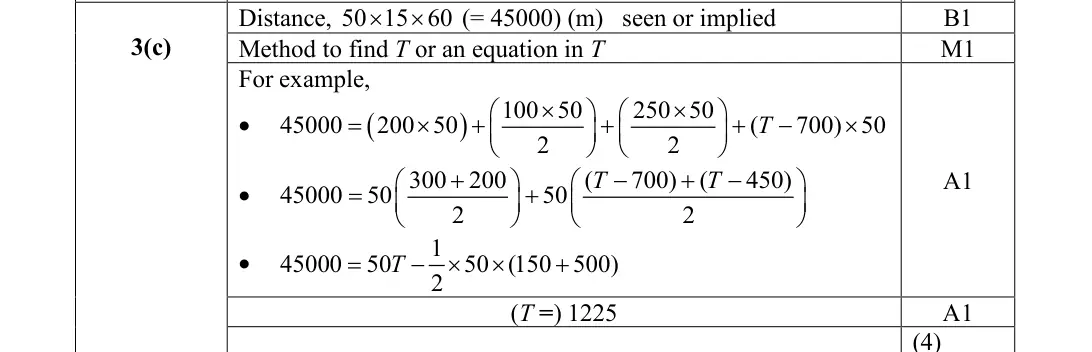 Distance, 50×15×60 (= 45000) (m) seen or implied B1
3(c) Method to find T or an equation in T M1
For example,
• 45000 = (200×50) + (100×50/2) + (250×50/2) + (T − 700)×50
• 45000 = 50(300 + 200/2) + 50((T − 700) + (T − 450)/2) A1
• 45000 = 50T − 1/2 ×50×(150 + 500)
(T =) 1225 A1
(4)